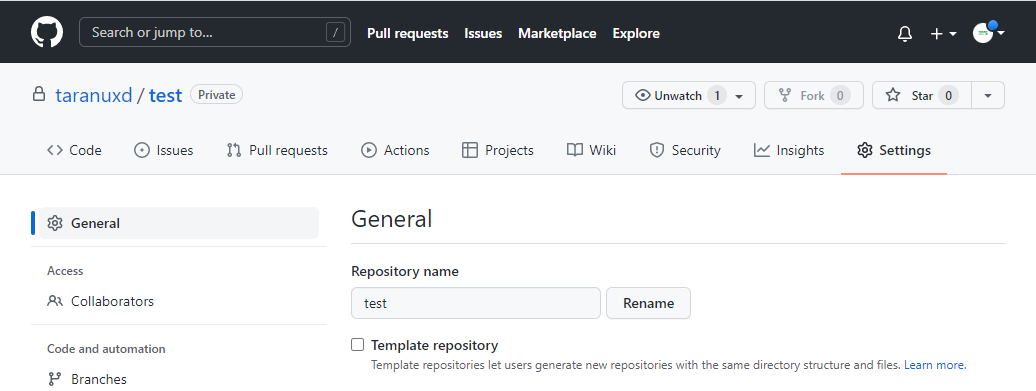 Search or jump to... / Pull requests Issues Marketplace Explore
taranuxd / test Private Unwatch 1 Fork 0 Star 0
Code Issues Pull requests Actions Projects Wiki Security Insights Settings
General
General
Access
Repository name
Collaborators
test Rename
Code and automation
Template repository
Template repositories let users generate new repositories with the same directory structure and files. Learn more.
Branches